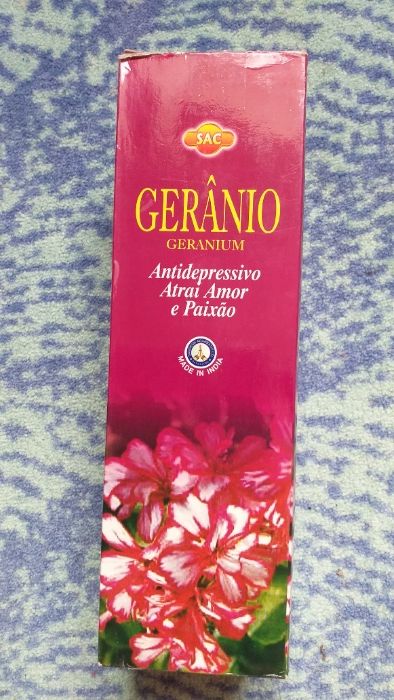 SAC
GERÂNIO
GERANIUM
Antidepressivo
Atrai Amor
e Paixão
MADE IN INDIA